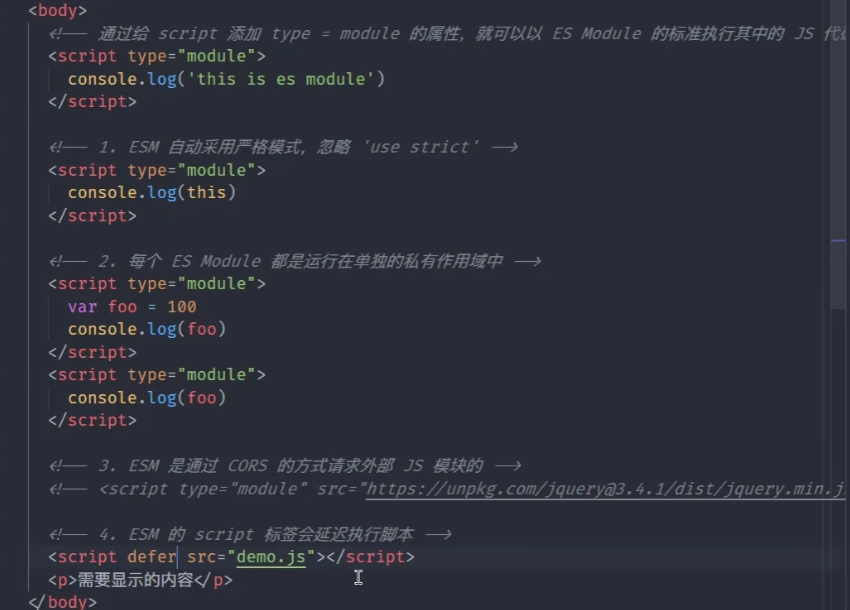 <body>
<!-- 通过给 script 添加 type = module 的属性，就可以以 ES Module 的标准执行其中的 JS 代
<script type="module">
console.log('this is es module')
</script>
<!-- 1. ESM 自动采用严格模式，忽略 'use strict' -->
<script type="module">
console.log(this)
</script>
<!-- 2. 每个 ES Module 都是运行在单独的私有作用域中 -->
<script type="module">
var foo = 100
console.log(foo)
</script>
<script type="module">
console.log(foo)
</script>
<!-- 3. ESM 是通过 CORS 的方式请求外部 JS 模块的 -->
<!-- <script type="module" src="https://unpkg.com/jquery@3.4.1/dist/jquery.min.j
<!-- 4. ESM 的 script 标签会延迟执行脚本 -->
<script defer src="demo.js"></script>
<p>需要显示的内容</p>
</body>